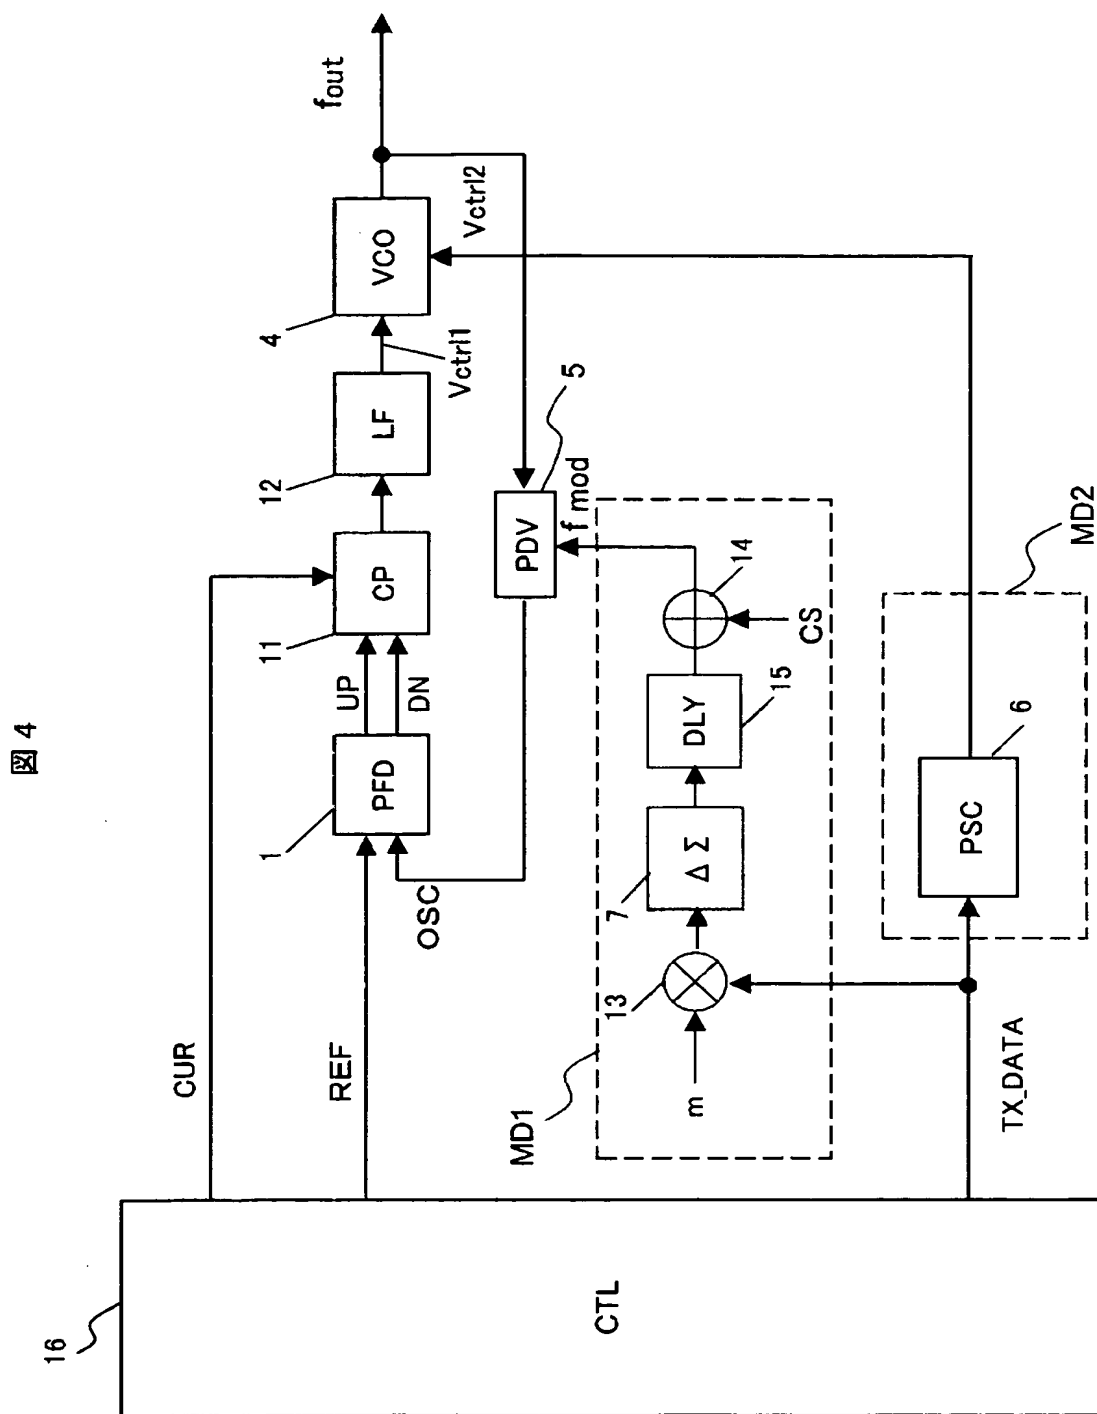 図 4
16
CTL
CUR
REF
TX_DATA
1
PFD
UP
DN
OSC
11
CP
12
LF
Vctrl1
4
VCO
fout
Vctrl2
5
PDV
f mod
MD1
m
13
7
Δ Σ
DLY
15
14
CS
MD2
PSC
6